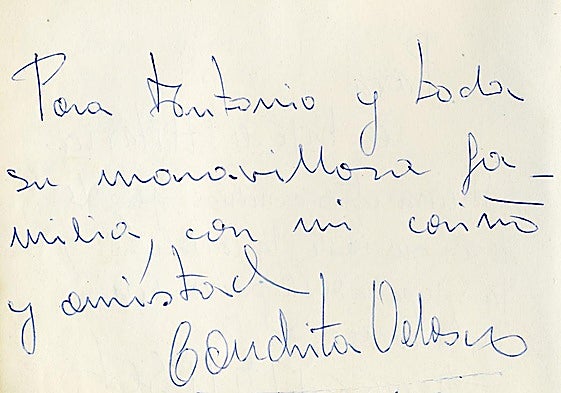 Para Antonio y toda
su maravillosa fa-
milia, con mi cariño
y amistad.
Conchita Velasco